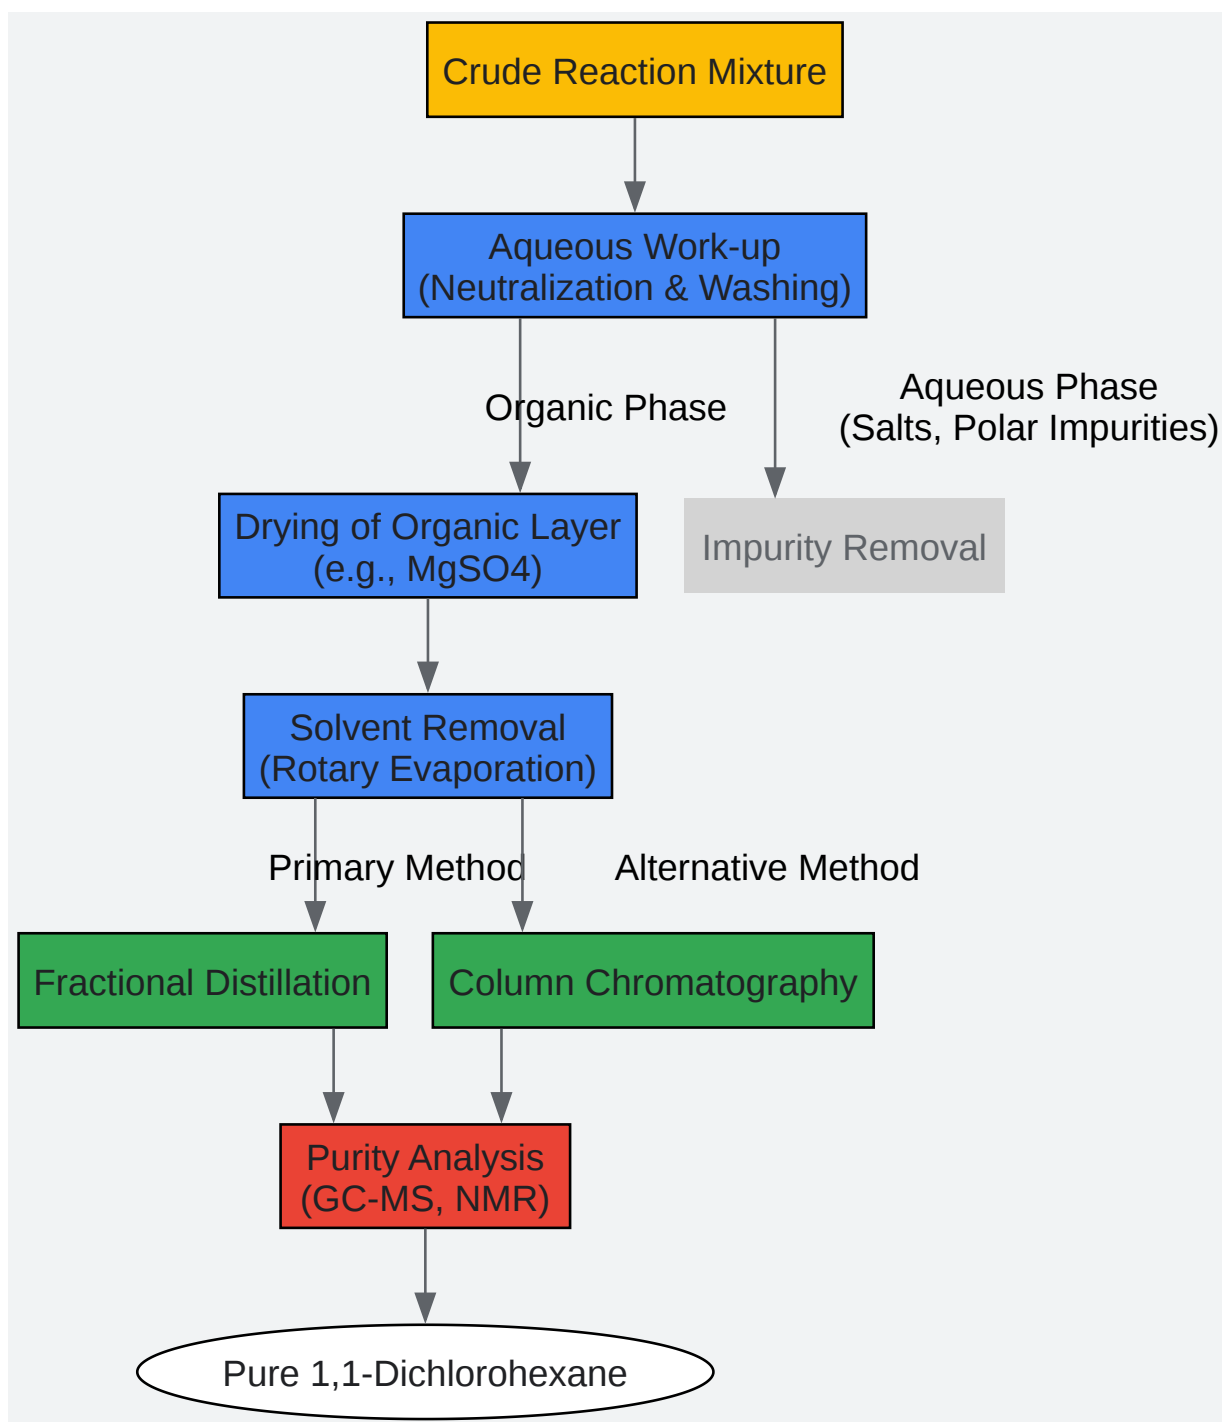 Crude Reaction Mixture
Aqueous Work-up
(Neutralization & Washing)
Organic Phase
Aqueous Phase
(Salts, Polar Impurities)
Drying of Organic Layer
(e.g., MgSO4)
Impurity Removal
Solvent Removal
(Rotary Evaporation)
Primary Method
Alternative Method
Fractional Distillation
Column Chromatography
Purity Analysis
(GC-MS, NMR)
Pure 1,1-Dichlorohexane